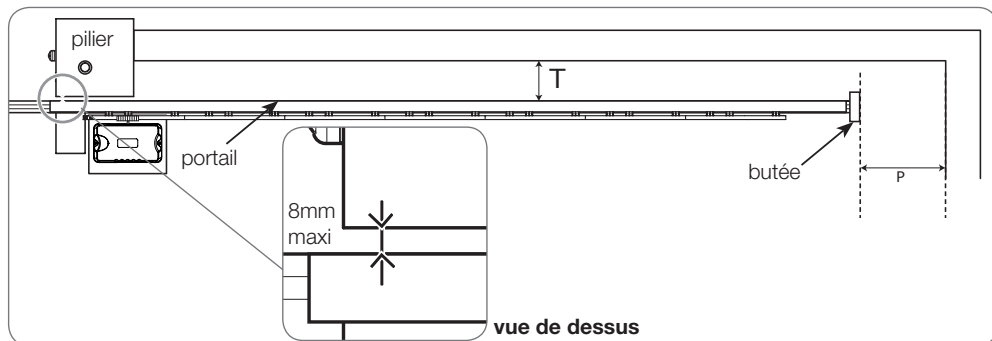 pilier
T
portail
butée
P
8mm
maxi
vue de dessus